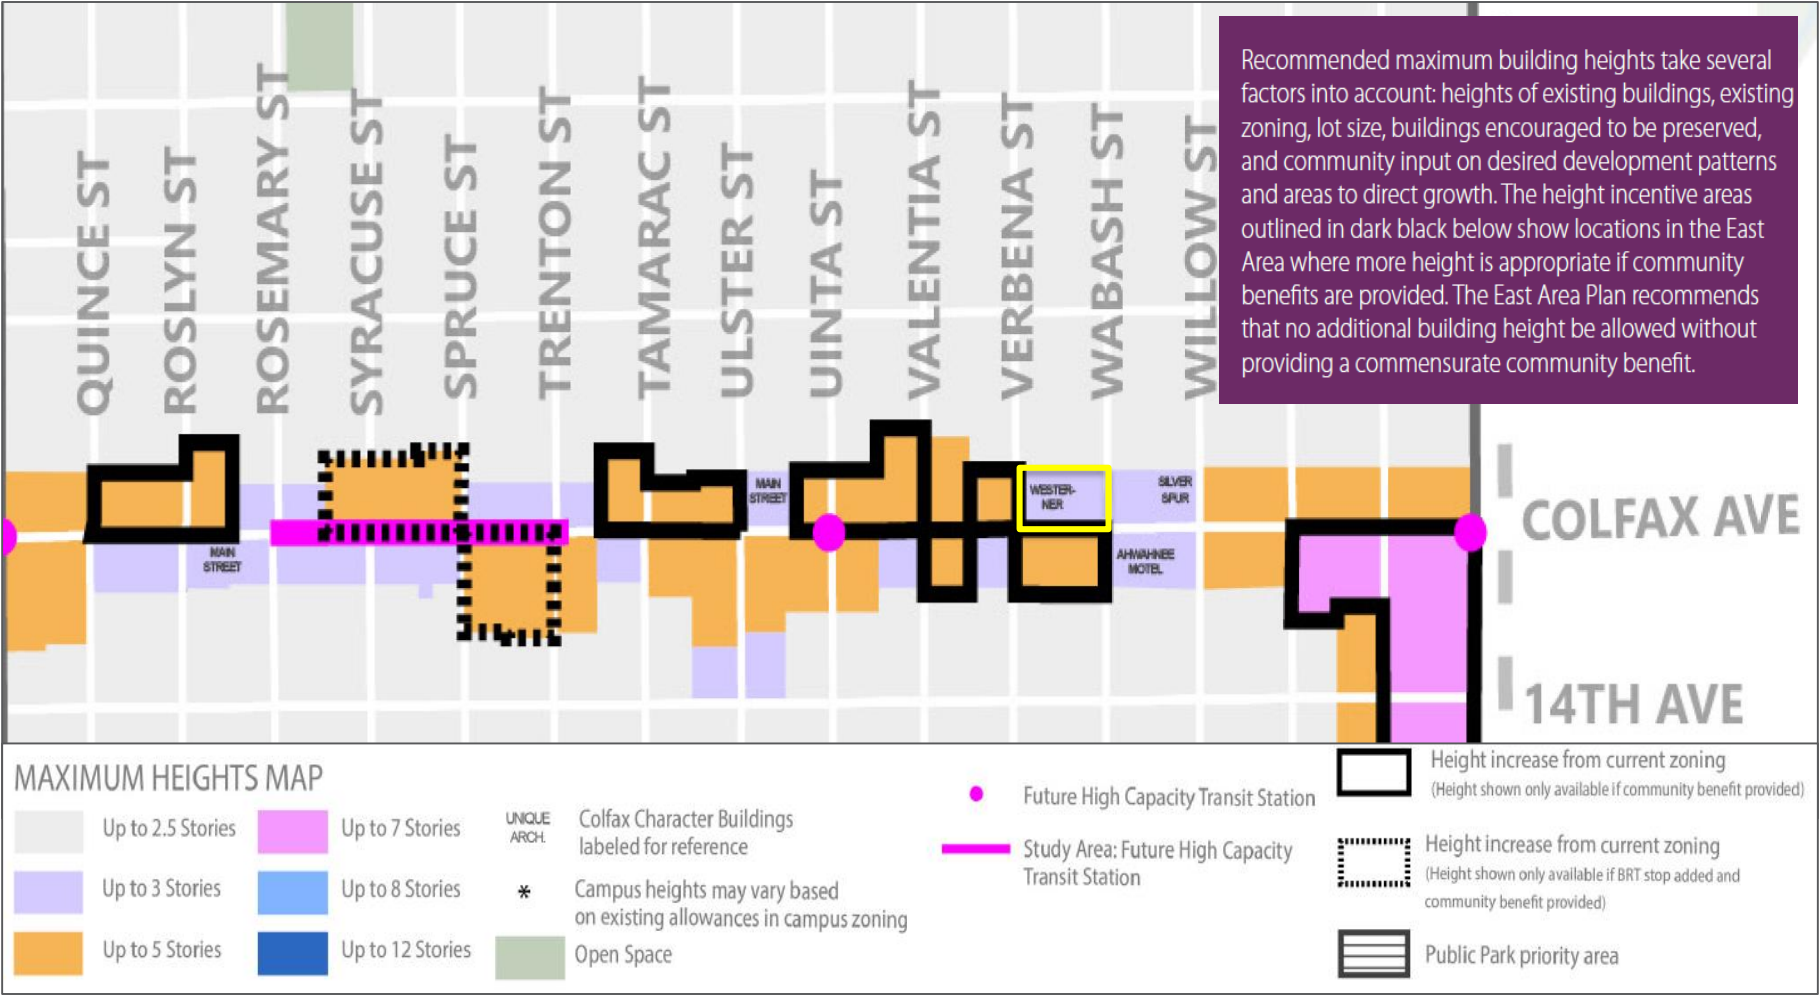 Recommended maximum building heights take several
factors into account: heights of existing buildings, existing
zoning, lot size, buildings encouraged to be preserved,
and community input on desired development patterns
and areas to direct growth. The height incentive areas
outlined in dark black below show locations in the East
Area where more height is appropriate if community
benefits are provided. The East Area Plan recommends
that no additional building height be allowed without
providing a commensurate community benefit.
QUINCE ST
ROSLYN ST
ROSEMARY ST
SYRACUSE ST
SPRUCE ST
TRENTON ST
TAMARAC ST
ULSTER ST
UINTA ST
VALENTIA ST
VERBENA ST
WABASH ST
WILLOW ST
MAIN
STREET
WESTER-
NER
SILVER
SPUR
COLFAX AVE
MAIN
STREET
AHWAHNEE
MOTEL
14TH AVE
MAXIMUM HEIGHTS MAP
Up to 2.5 Stories
Up to 3 Stories
Up to 5 Stories
Up to 7 Stories
Up to 8 Stories
Up to 12 Stories
UNIQUE
ARCH.
Colfax Character Buildings
labeled for reference
*
Campus heights may vary based
on existing allowances in campus zoning
Open Space
Future High Capacity Transit Station
Study Area: Future High Capacity
Transit Station
Height increase from current zoning
(Height shown only available if community benefit provided)
Height increase from current zoning
(Height shown only available if BRT stop added and
community benefit provided)
Public Park priority area